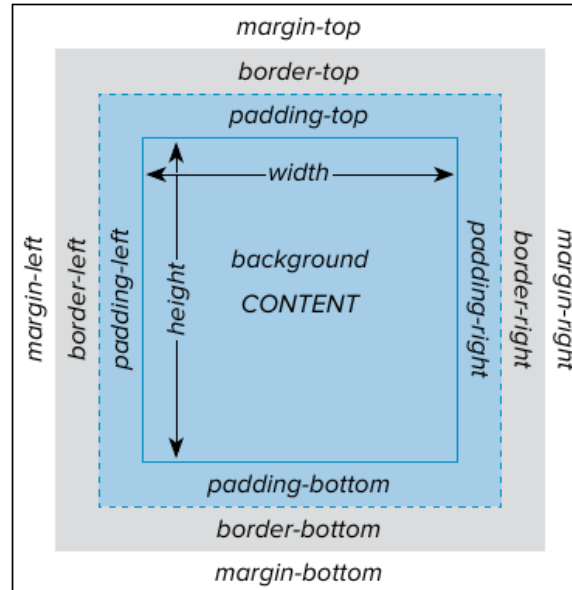 margin-top
border-top
padding-top
width
margin-left
border-left
padding-left
height
background
CONTENT
padding-right
border-right
margin-right
padding-bottom
border-bottom
margin-bottom